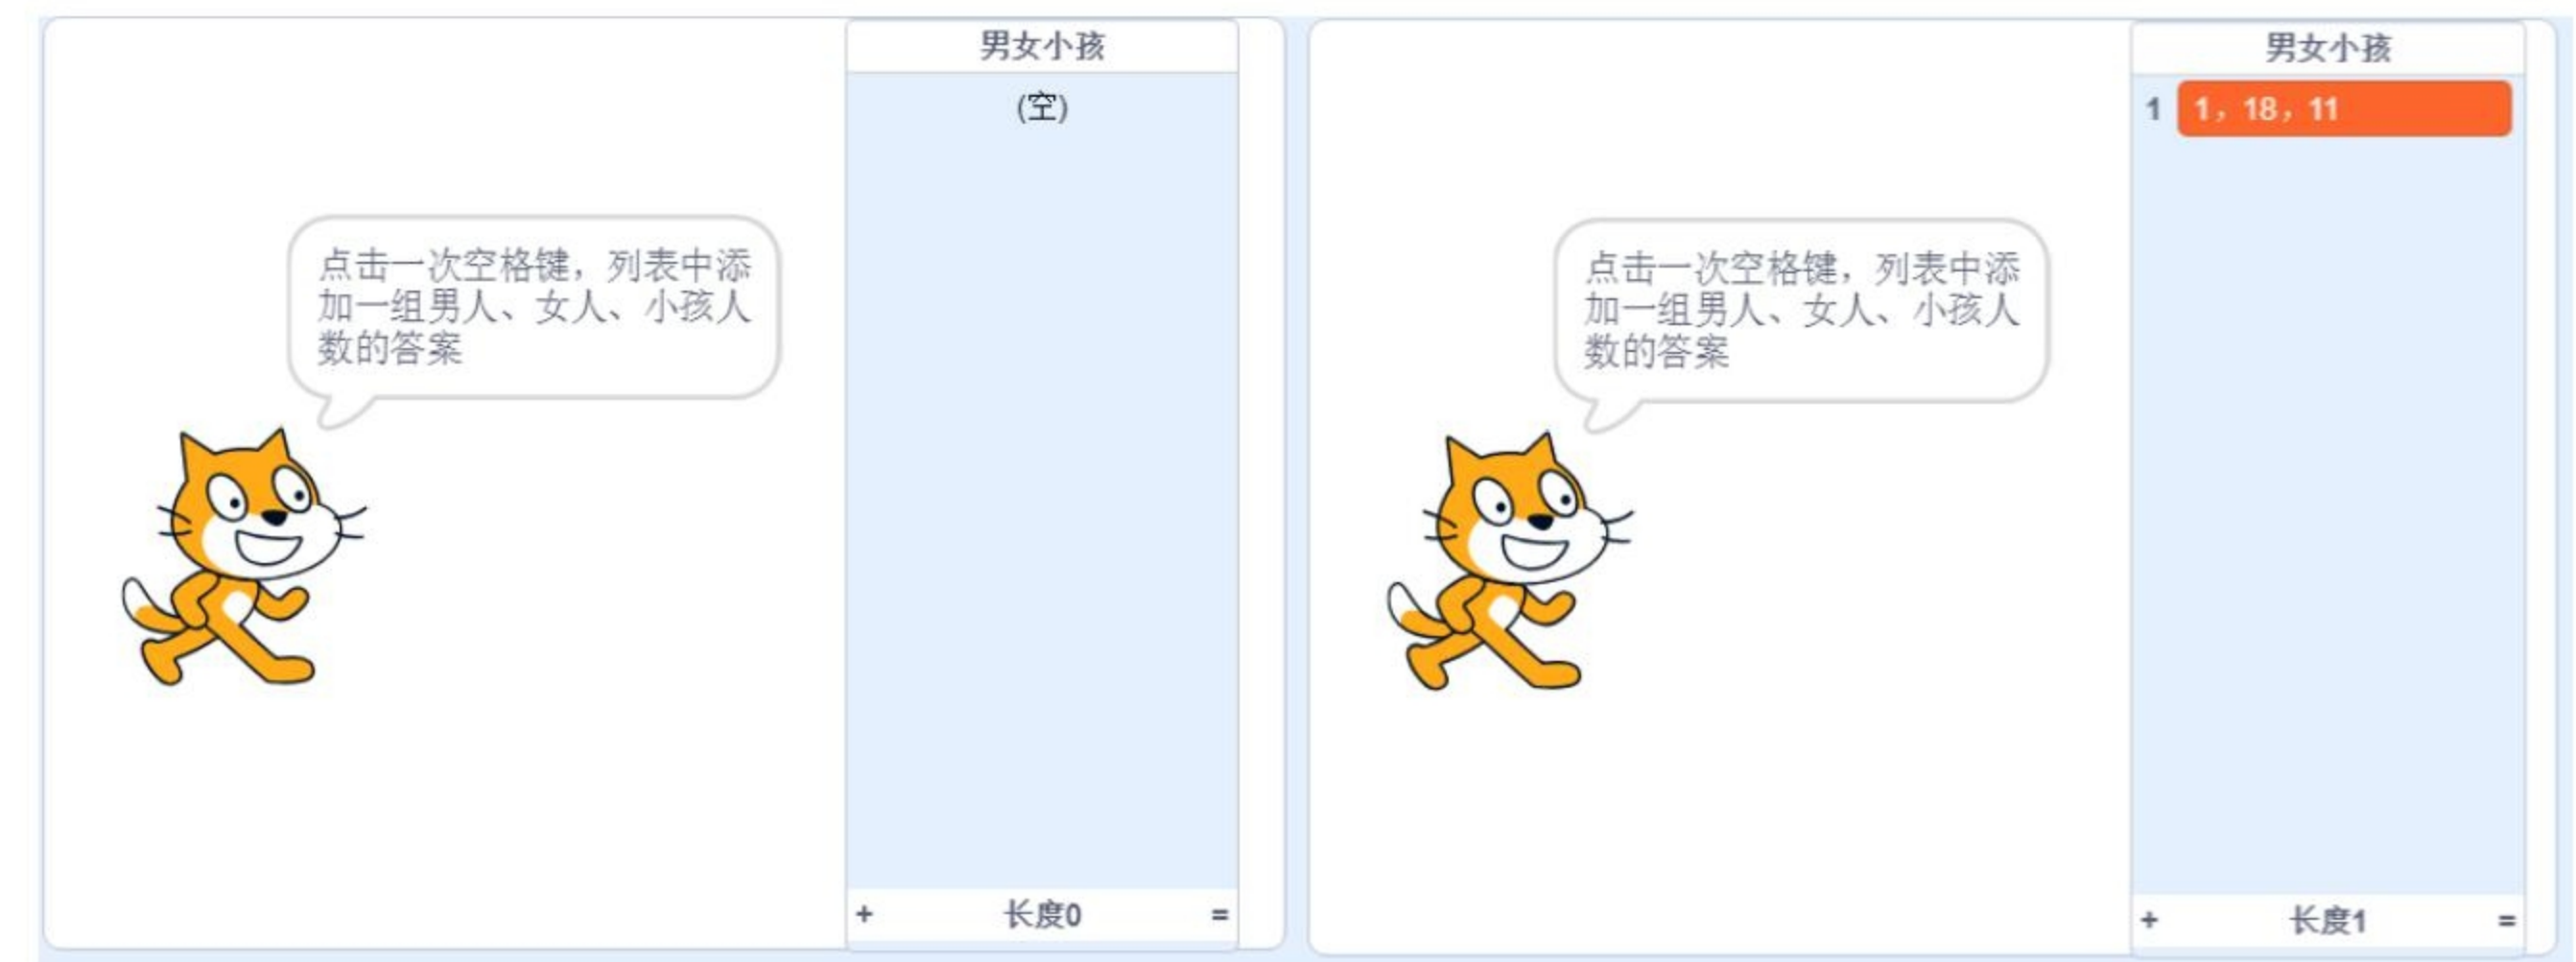 男女小孩
(空)
点击一次空格键，列表中添
加一组男人、女人、小孩人
数的答案
+ 长度0 =
男女小孩
1 1，18，11
点击一次空格键，列表中添
加一组男人、女人、小孩人
数的答案
+ 长度1 =